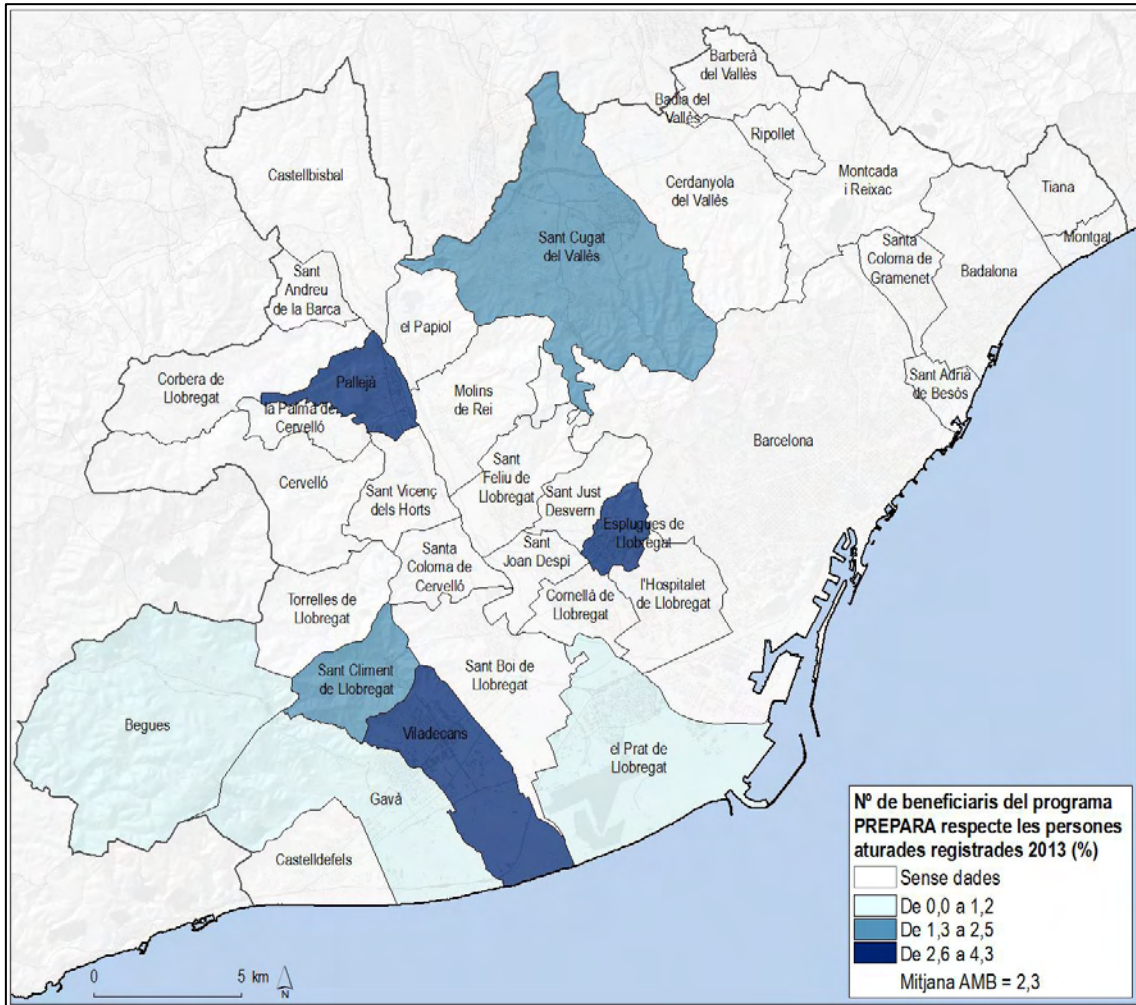 Barberà
del Vallès
Badia del
Vallès
Ripollet
Castellbisbal
Montcada
i Reixac
Cerdanyola
del Vallès
Tiana
Montgat
Sant Cugat
del Vallès
Santa
Coloma de
Gramenet
Badalona
Sant
Andreu
de la Barca
el Papiol
Corbera de
Llobregat
Pallejà
Molins
de Rei
Sant Adrià
de Besòs
la Palma de
Cervelló
Barcelona
Cervelló
Sant
Feliu de
Llobregat
Sant Vicenç
dels Horts
Sant Just
Desvern
Esplugues de
Llobregat
Santa
Coloma de
Cervelló
Sant
Joan Despí
Cornellà de
Llobregat
l'Hospitalet
de Llobregat
Torrelles de
Llobregat
Sant Climent
de Llobregat
Sant Boi de
Llobregat
Begues
Viladecans
el Prat de
Llobregat
Gavà
Castelldefels
Nº de beneficiaris del programa
PREPARA respecte les persones
aturades registrades 2013 (%)
Sense dades
De 0,0 a 1,2
De 1,3 a 2,5
De 2,6 a 4,3
Mitjana AMB = 2,3
0 5 km
N